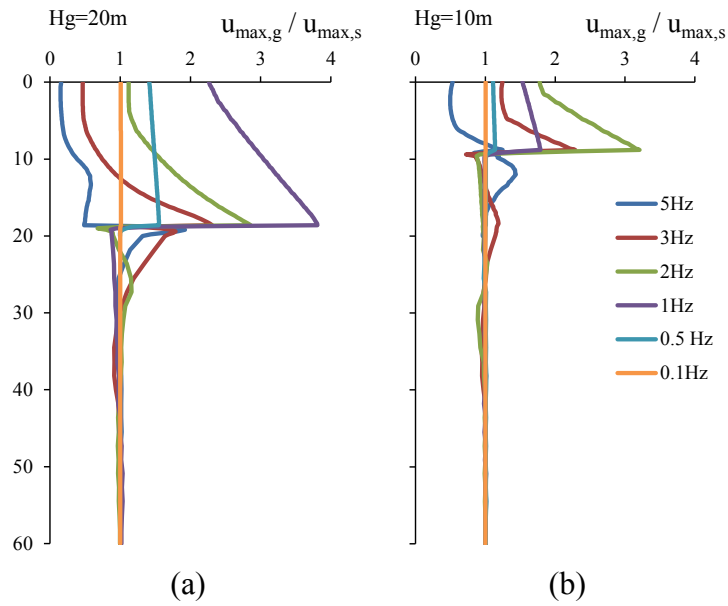 Hg=20m u_max,g / u_max,s
0 1 2 3 4
0
10
20
30
40
50
60
(a)
Hg=10m u_max,g / u_max,s
0 1 2 3 4
0
10
20
30
40
50
60
5Hz
3Hz
2Hz
1Hz
0.5 Hz
0.1Hz
(b)